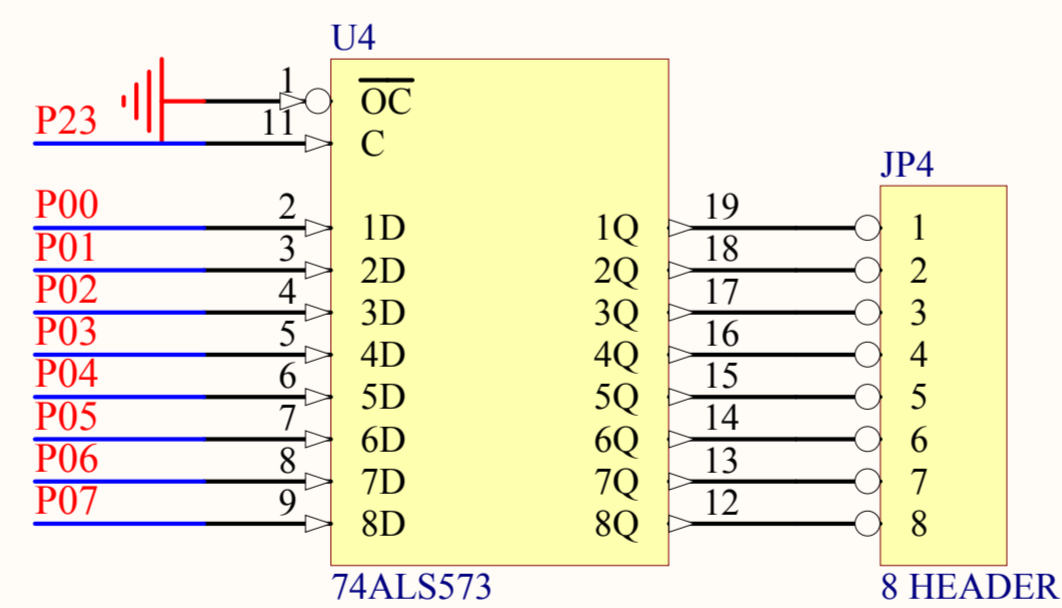 U4
1 OC
P23 11 C
JP4
P00 2 1D 1Q 19 1
P01 3 2D 2Q 18 2
P02 4 3D 3Q 17 3
P03 5 4D 4Q 16 4
P04 6 5D 5Q 15 5
P05 7 6D 6Q 14 6
P06 8 7D 7Q 13 7
P07 9 8D 8Q 12 8
74ALS573 8 HEADER